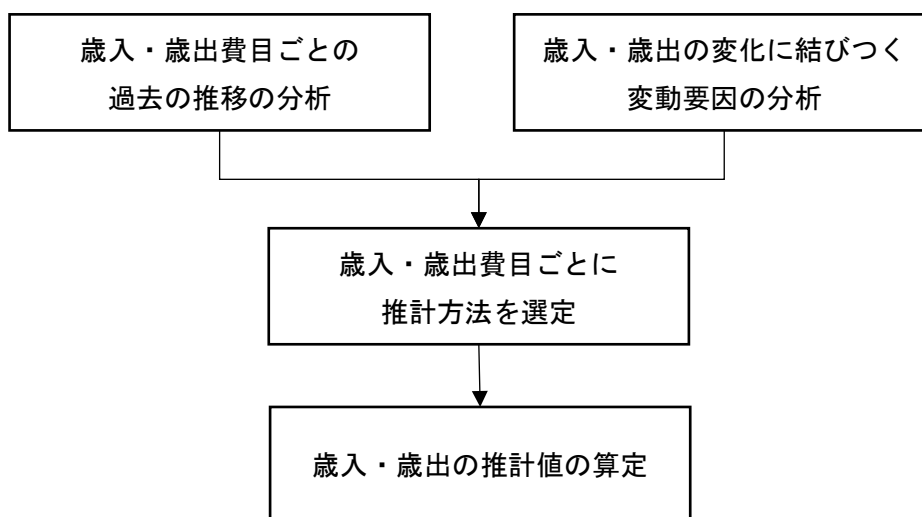 歳入・歳出費目ごとの
過去の推移の分析
歳入・歳出の変化に結びつく
変動要因の分析
歳入・歳出費目ごとに
推計方法を選定
歳入・歳出の推計値の算定